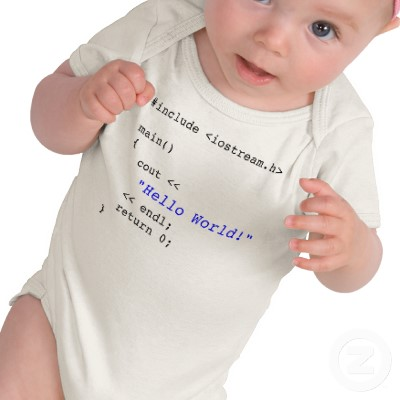 #include <iostream.h>
main()
{
cout <<
"Hello World!"
<< endl;
return 0;
}
Z